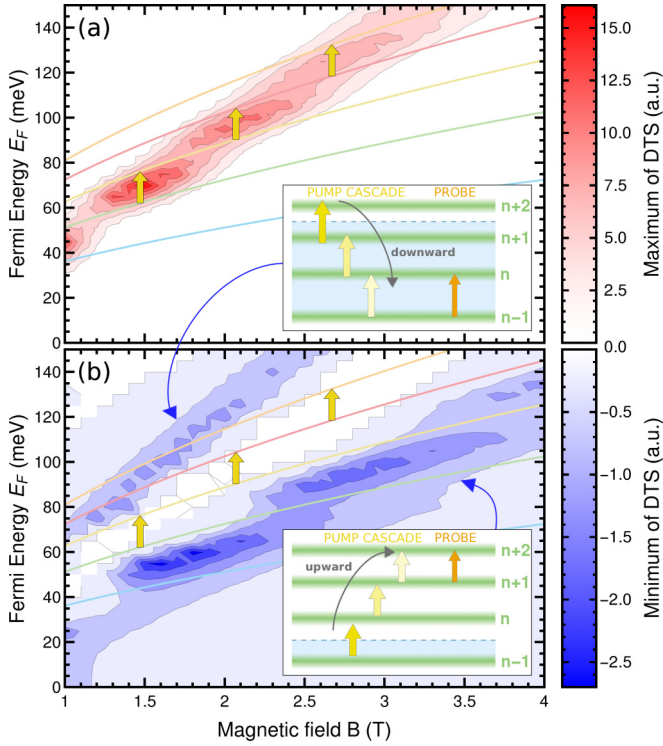 (a)
Fermi Energy E_F (meV)
140
120
100
80
60
40
20
0
PUMP CASCADE PROBE
n+2
n+1
downward
n
n−1
15.0
12.5
10.0
7.5
5.0
2.5
0.0
Maximum of DTS (a.u.)
(b)
Fermi Energy E_F (meV)
140
120
100
80
60
40
20
0
PUMP CASCADE PROBE
n+2
upward
n+1
n
n−1
1 1.5 2 2.5 3 3.5 4
Magnetic field B (T)
−0.5
−1.0
−1.5
−2.0
−2.5
Minimum of DTS (a.u.)